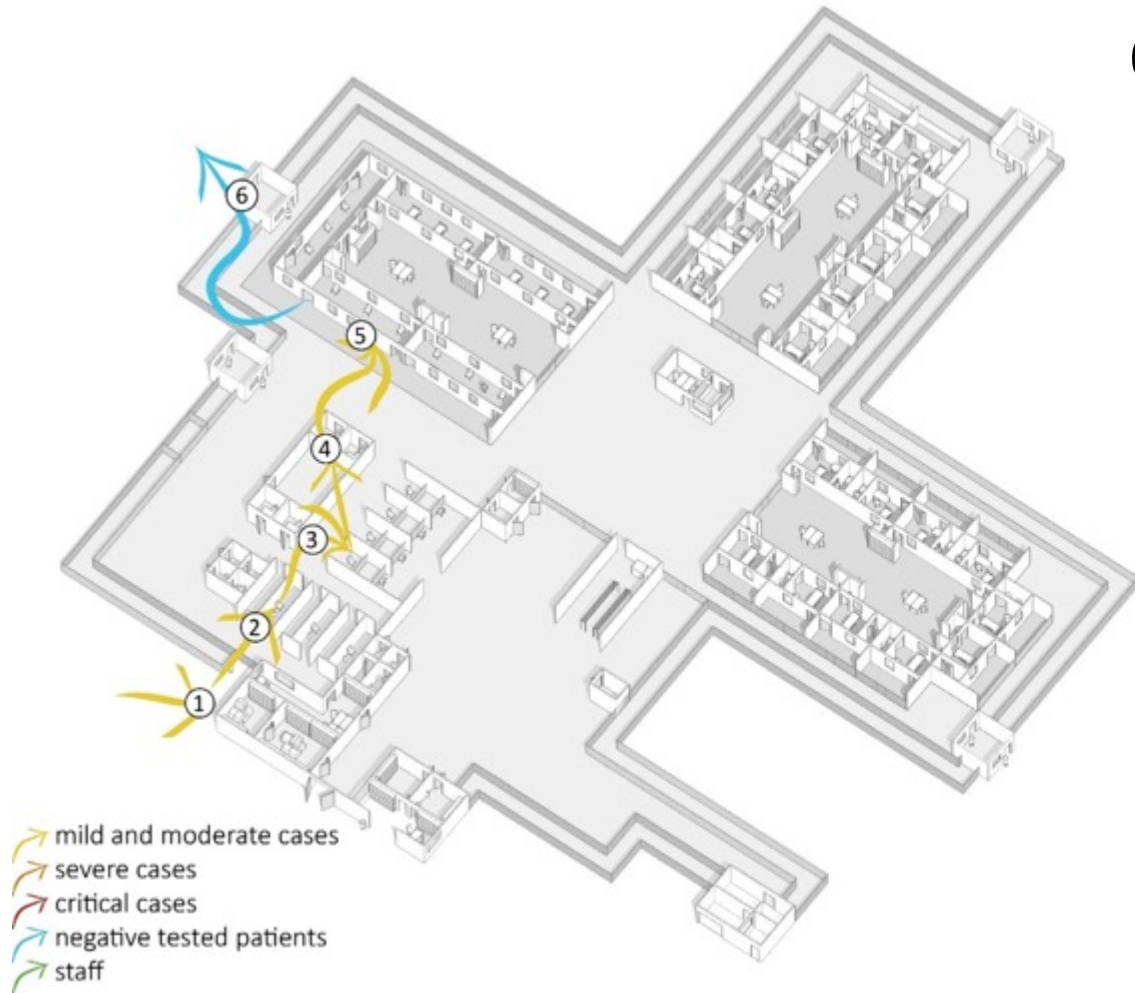 6
5
4
3
2
1
mild and moderate cases
severe cases
critical cases
negative tested patients
staff